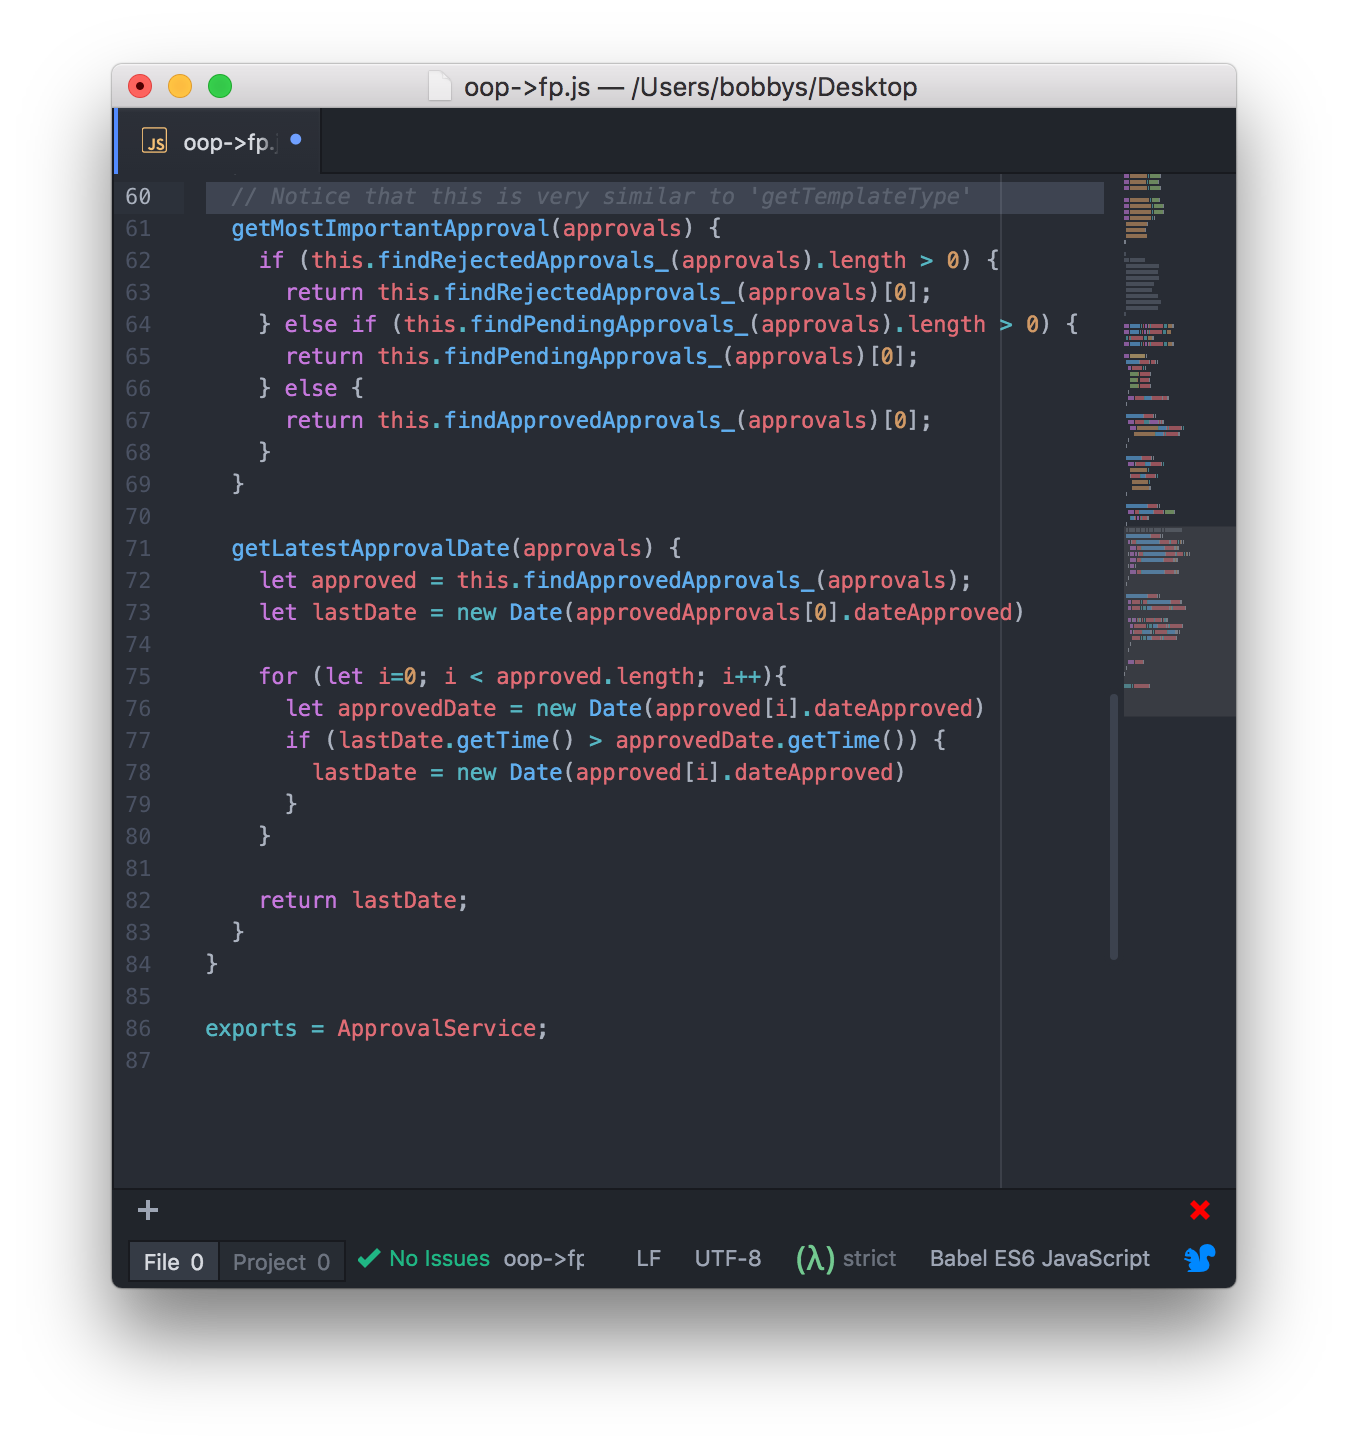 oop->fp.js — /Users/bobbys/Desktop
JS oop->fp.j
60 // Notice that this is very similar to 'getTemplateType'
61 getMostImportantApproval(approvals) {
62 if (this.findRejectedApprovals_(approvals).length > 0) {
63 return this.findRejectedApprovals_(approvals)[0];
64 } else if (this.findPendingApprovals_(approvals).length > 0) {
65 return this.findPendingApprovals_(approvals)[0];
66 } else {
67 return this.findApprovedApprovals_(approvals)[0];
68 }
69 }
70
71 getLatestApprovalDate(approvals) {
72 let approved = this.findApprovedApprovals_(approvals);
73 let lastDate = new Date(approvedApprovals[0].dateApproved)
74
75 for (let i=0; i < approved.length; i++){
76 let approvedDate = new Date(approved[i].dateApproved)
77 if (lastDate.getTime() > approvedDate.getTime()) {
78 lastDate = new Date(approved[i].dateApproved)
79 }
80 }
81
82 return lastDate;
83 }
84 }
85
86 exports = ApprovalService;
87
File 0 Project 0 No Issues oop->fp LF UTF-8 (λ) strict Babel ES6 JavaScript